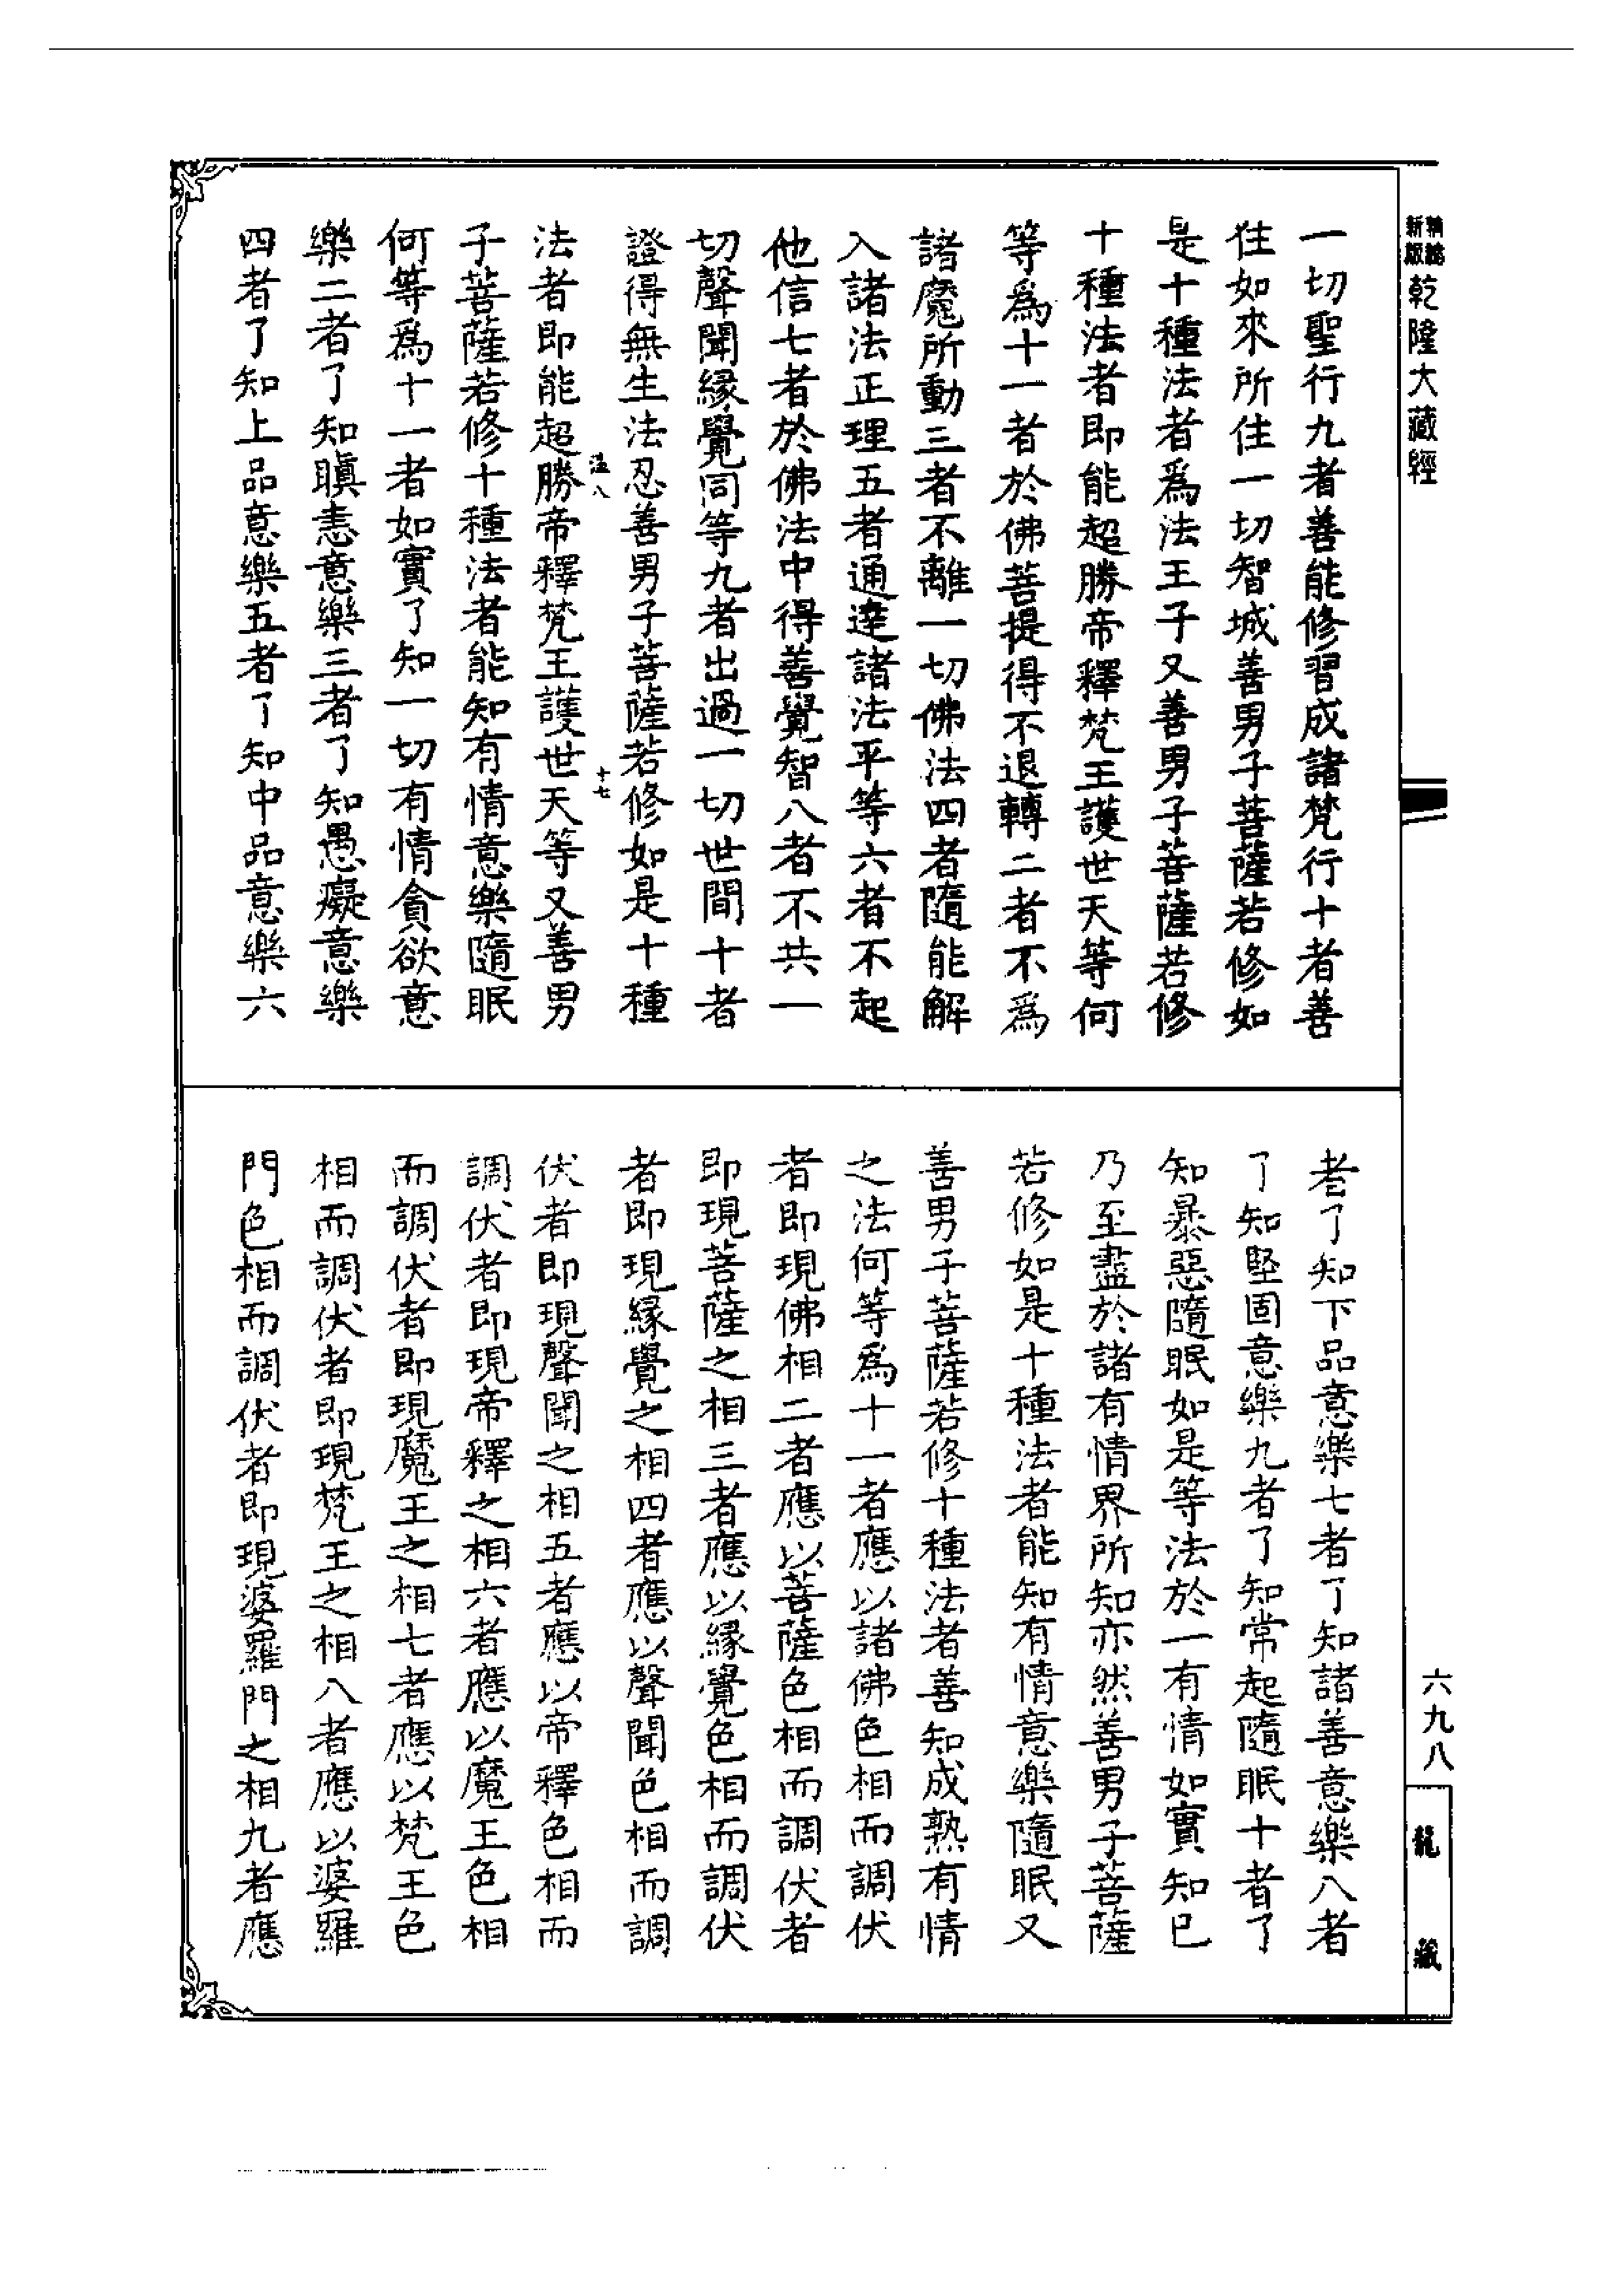 新版
乾隆大藏經
一切聖行九者善能修習成諸梵行十者善
住如來所住一切智城善男子菩薩若修如
是十種法者爲法王子又善男子菩薩若修
十種法者即能超勝帝釋梵王護世天等何
等爲十一者於佛菩提得不退轉二者不爲
諸魔所動三者不離一切佛法四者隨能解
入諸法正理五者通達諸法平等六者不起
他信七者於佛法中得善覺智八者不共一
切聲聞緣覺同等九者出過一切世間十者
證得無生法忍善男子菩薩若修如是十種
八
十七
法者即能超勝帝釋梵王護世天等又善男
子菩薩若修十種法者能知有情意樂隨眠
何等爲十一者如實了知一切有情貪欲意
樂二者了知瞋恚意樂三者了知愚癡意樂
四者了知上品意樂五者了知中品意樂六
者了知下品意樂七者了知諸善意樂八者
了知堅固意樂九者了知常起隨眠十者了
知暴惡隨眠如是等法於一有情如實知已
乃至盡於諸有情界所知亦然善男子菩薩
若修如是十種法者能知有情意樂隨眠又
善男子菩薩若修十種法者善知成熟有情
之法何等爲十一者應以諸佛色相而調伏
者即現佛相二者應以菩薩色相而調伏者
即現菩薩之相三者應以緣覺色相而調伏
者即現緣覺之相四者應以聲聞色相而調
伏者即現聲聞之相五者應以帝釋色相而
調伏者即現帝釋之相六者應以魔王色相
而調伏者即現魔王之相七者應以梵王色
相而調伏者即現梵王之相八者應以婆羅
門色相而調伏者即現婆羅門之相九者應
六九八
龍藏